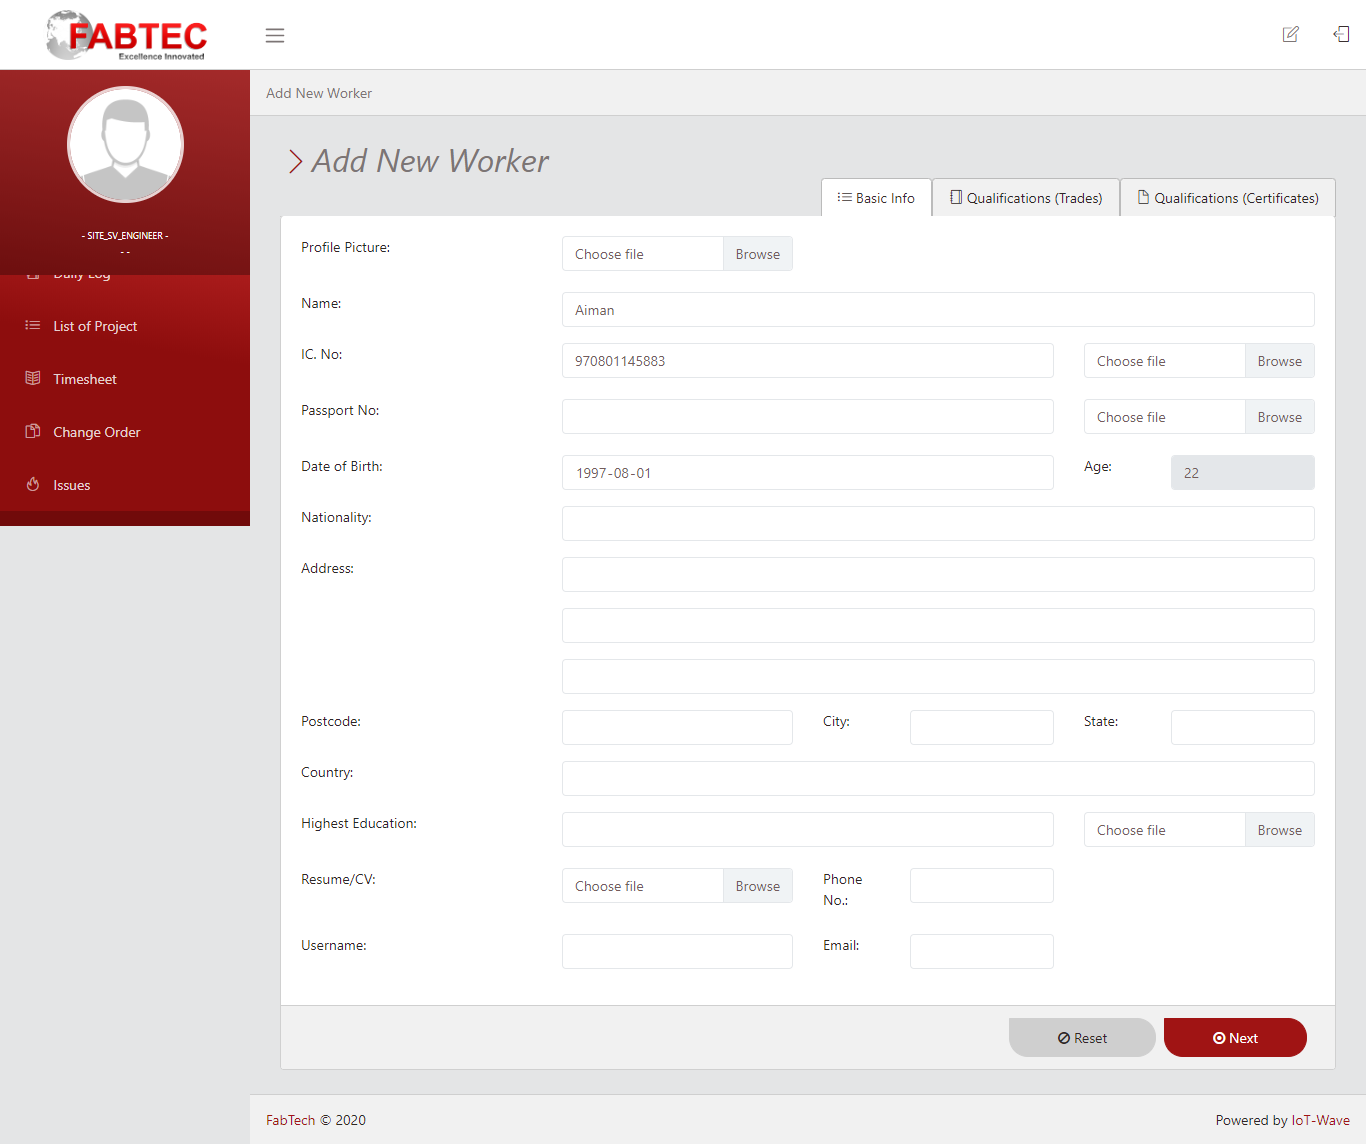 FABTEC
Excellence Innovated
- SITE_SV_ENGINEER -
- -
Daily Log
List of Project
Timesheet
Change Order
Issues
Add New Worker
Add New Worker
Basic Info
Qualifications (Trades)
Qualifications (Certificates)
Profile Picture: Choose file Browse
Name: Aiman
IC. No: 970801145883 Choose file Browse
Passport No: Choose file Browse
Date of Birth: 1997-08-01 Age: 22
Nationality:
Address:
Postcode: City: State:
Country:
Highest Education: Choose file Browse
Resume/CV: Choose file Browse Phone
No.:
Username: Email:
Reset Next
FabTech © 2020 Powered by IoT-Wave